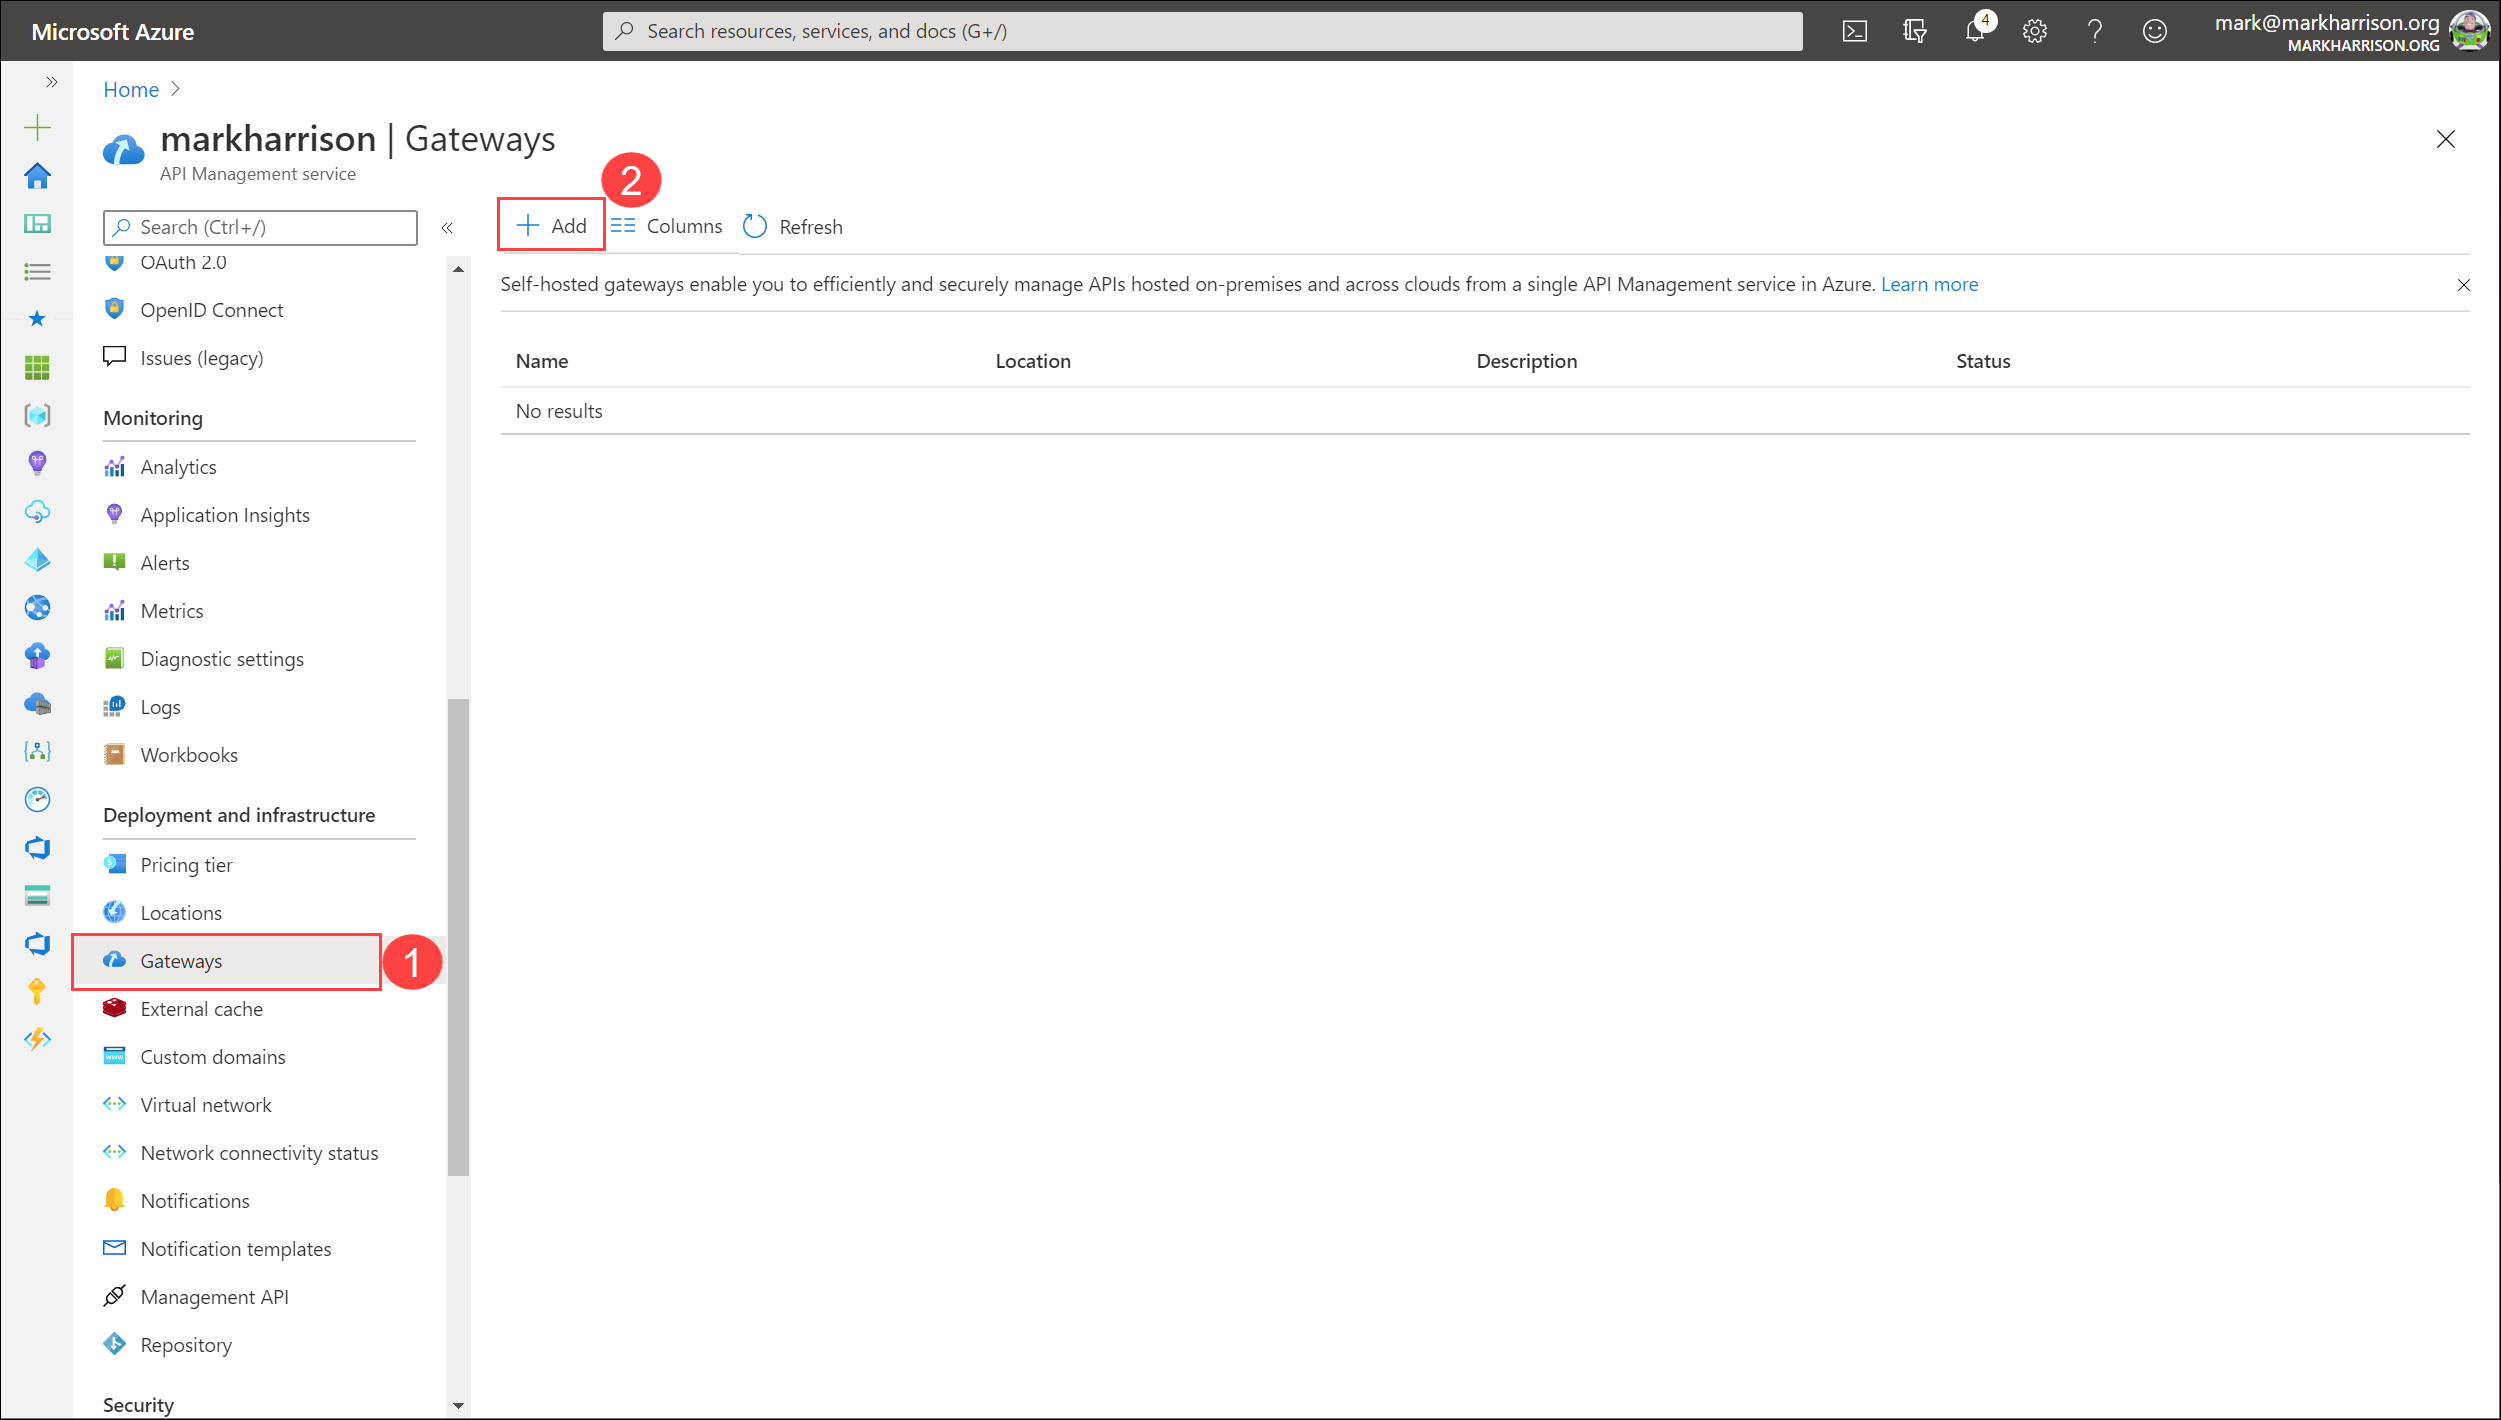 Microsoft Azure
Search resources, services, and docs (G+/)
4
mark@markharrison.org
MARKHARRISON.ORG
Home
markharrison | Gateways
API Management service
2
Search (Ctrl+/)
Add
Columns
Refresh
OAuth 2.0
OpenID Connect
Issues (legacy)
Monitoring
Analytics
Application Insights
Alerts
Metrics
Diagnostic settings
Logs
Workbooks
Deployment and infrastructure
Pricing tier
Locations
Gateways
1
External cache
Custom domains
Virtual network
Network connectivity status
Notifications
Notification templates
Management API
Repository
Security
Self-hosted gateways enable you to efficiently and securely manage APIs hosted on-premises and across clouds from a single API Management service in Azure. Learn more
Name Location Description Status
No results